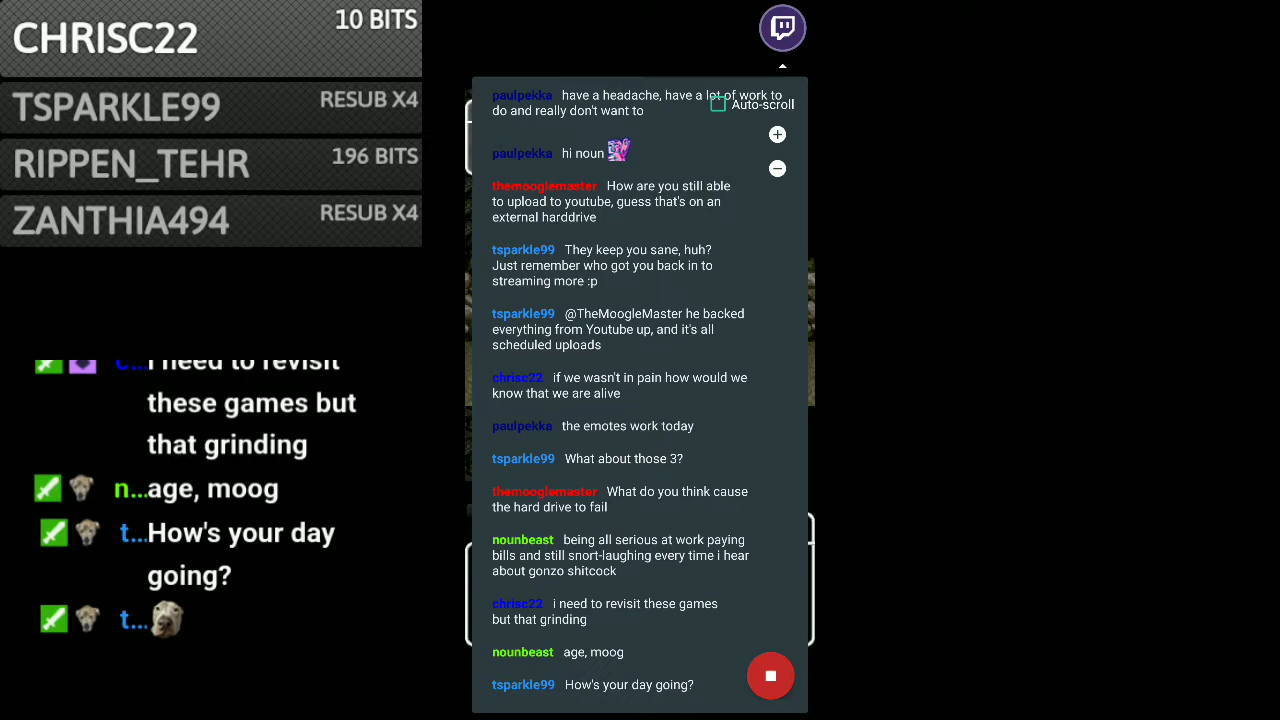 CHRISC22
10 BITS
TSPARKLE99
RESUB X4
RIPPEN_TEHR
196 BITS
ZANTHIA494
RESUB X4
c... I need to revisit
these games but
that grinding
n... age, moog
t... How's your day
going?
t...
paulpekka have a headache, have a lot of work to
do and really don't want to
Auto-scroll
paulpekka hi noun
themooglemaster How are you still able
to upload to youtube, guess that's on an
external harddrive
tsparkle99 They keep you sane, huh?
Just remember who got you back in to
streaming more :p
tsparkle99 @TheMoogleMaster he backed
everything from Youtube up, and it's all
scheduled uploads
chrisc22 if we wasn't in pain how would we
know that we are alive
paulpekka the emotes work today
tsparkle99 What about those 3?
themooglemaster What do you think cause
the hard drive to fail
nounbeast being all serious at work paying
bills and still snort-laughing every time i hear
about gonzo shitcock
chrisc22 i need to revisit these games
but that grinding
nounbeast age, moog
tsparkle99 How's your day going?